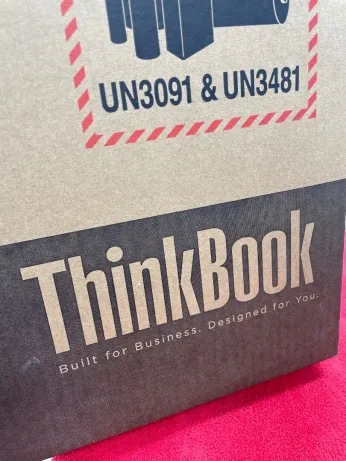 UN3091 & UN3481
ThinkBook
Built for Business. Designed for You.